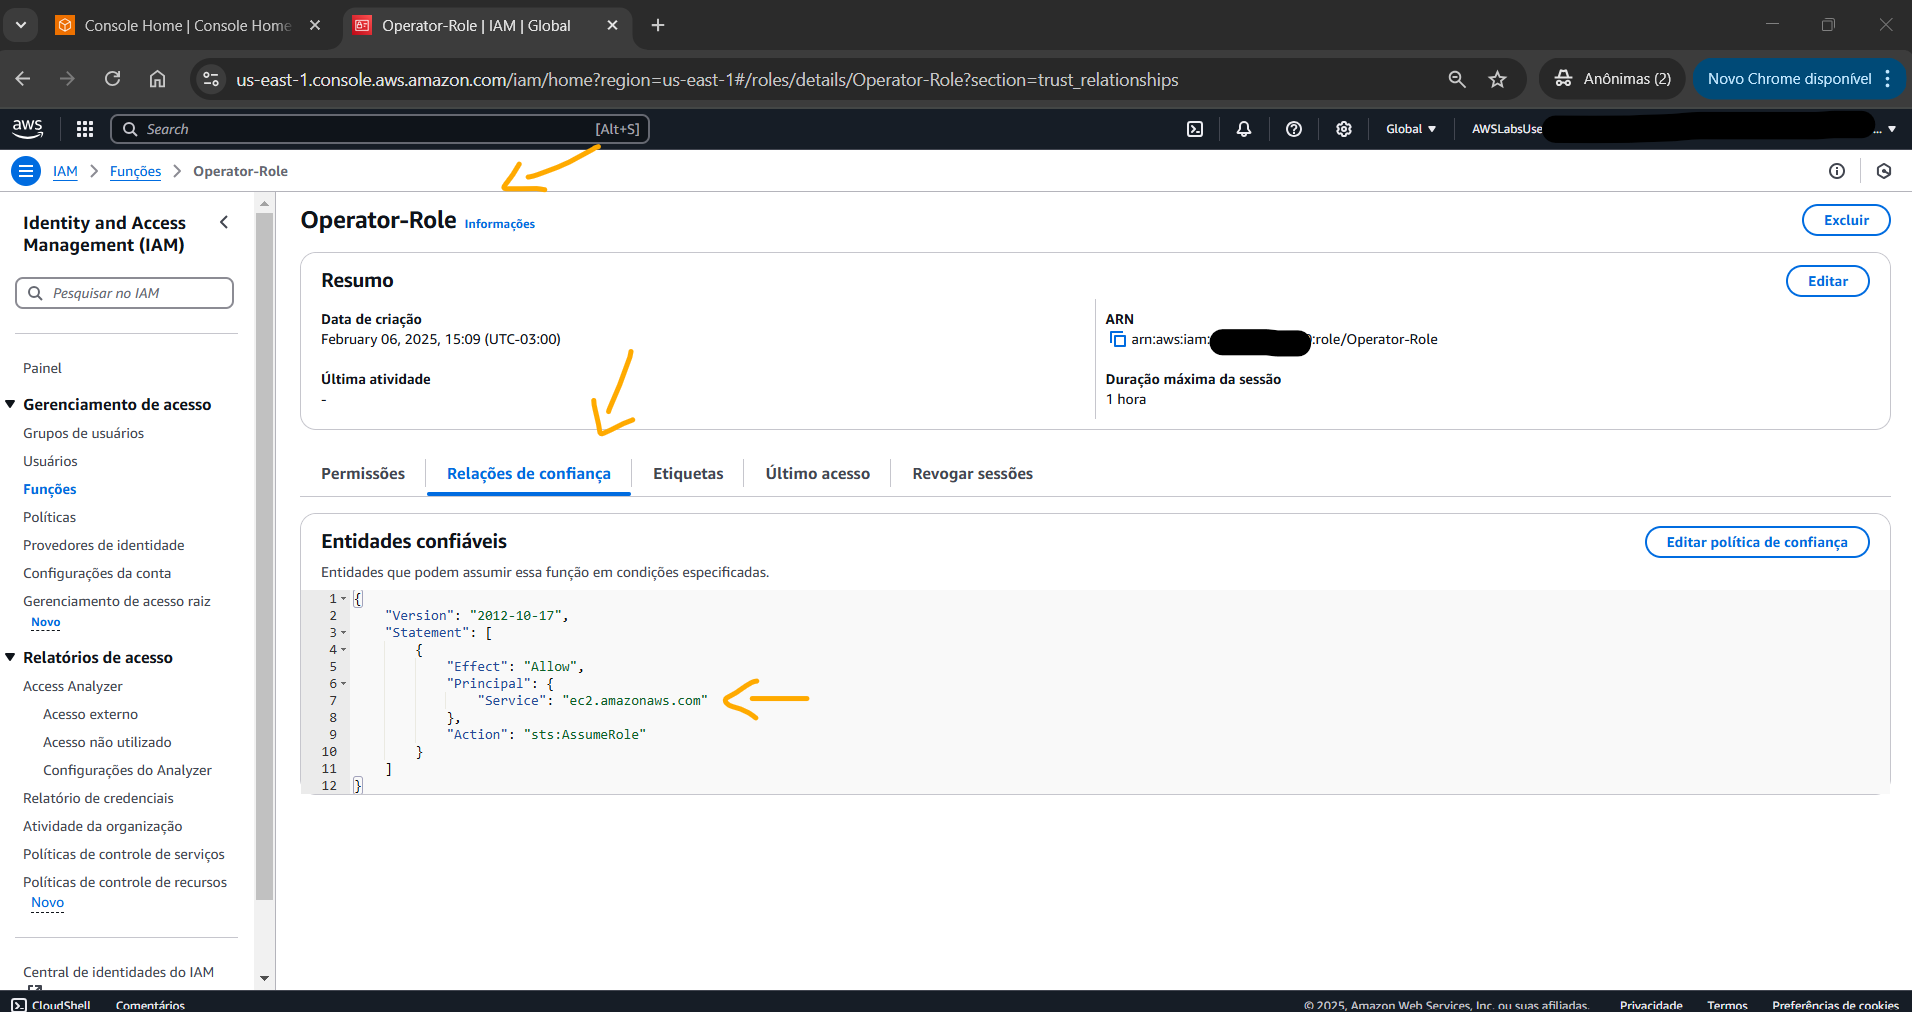 Console Home | Console Home
Operator-Role | IAM | Global
us-east-1.console.aws.amazon.com/iam/home?region=us-east-1#/roles/details/Operator-Role?section=trust_relationships
Anônimas (2)
Novo Chrome disponível
aws
Search
[Alt+S]
Global
AWSLabsUse
...
IAM > Funções > Operator-Role
Identity and Access
Management (IAM)
Pesquisar no IAM
Painel
Gerenciamento de acesso
Grupos de usuários
Usuários
Funções
Políticas
Provedores de identidade
Configurações da conta
Gerenciamento de acesso raiz
Novo
Relatórios de acesso
Access Analyzer
Acesso externo
Acesso não utilizado
Configurações do Analyzer
Relatório de credenciais
Atividade da organização
Políticas de controle de serviços
Políticas de controle de recursos
Novo
Central de identidades do IAM
Operator-Role Informações
Excluir
Resumo
Editar
Data de criação
February 06, 2025, 15:09 (UTC-03:00)
ARN
arn:aws:iam: :role/Operator-Role
Última atividade
-
Duração máxima da sessão
1 hora
Permissões
Relações de confiança
Etiquetas
Último acesso
Revogar sessões
Entidades confiáveis
Editar política de confiança
Entidades que podem assumir essa função em condições especificadas.
1 {
2 "Version": "2012-10-17",
3 "Statement": [
4 {
5 "Effect": "Allow",
6 "Principal": {
7 "Service": "ec2.amazonaws.com"
8 },
9 "Action": "sts:AssumeRole"
10 }
11 ]
12 }
CloudShell
Comentários
© 2025, Amazon Web Services, Inc. ou suas afiliadas.
Privacidade
Termos
Preferências de cookies